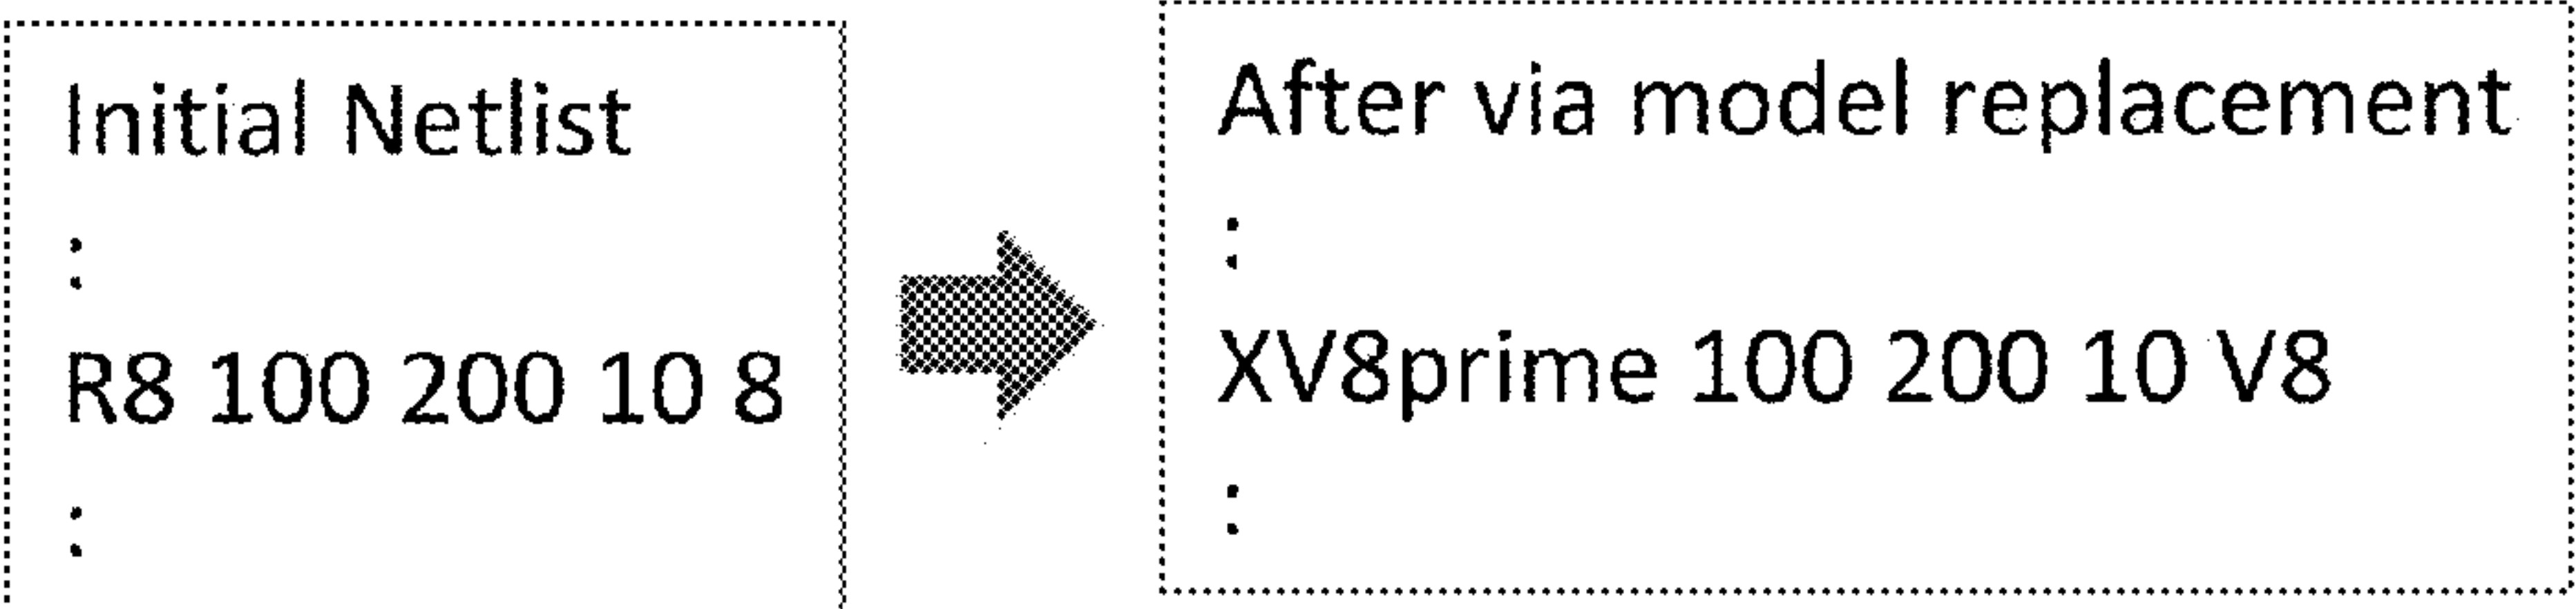 Initial Netlist
:
R8 100 200 10 8
:
After via model replacement
:
XV8prime 100 200 10 V8
: